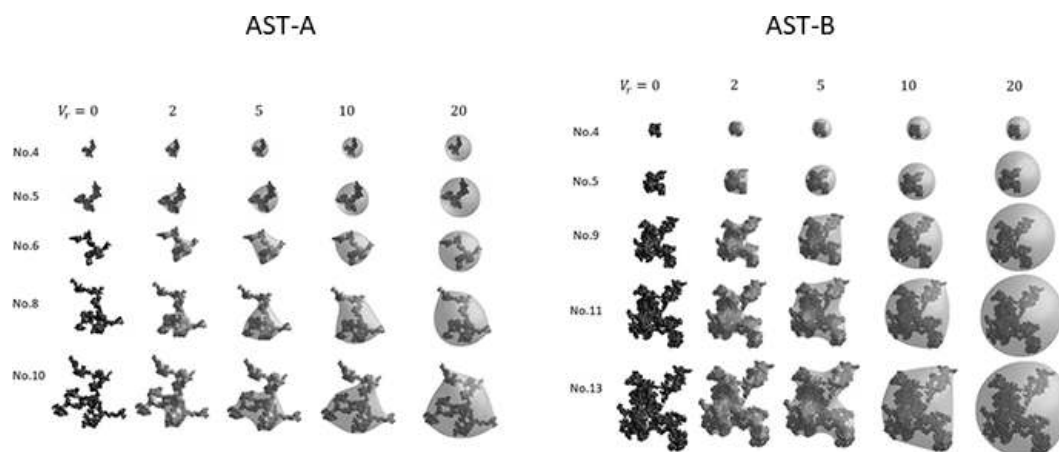 AST-A
V_r = 0 2 5 10 20
No.4
No.5
No.6
No.8
No.10
AST-B
V_r = 0 2 5 10 20
No.4
No.5
No.9
No.11
No.13